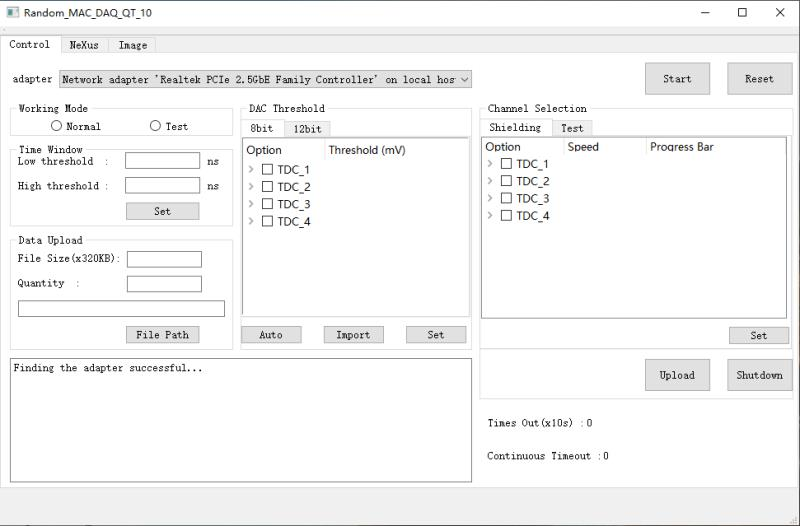 Random_MAC_DAQ_QT_10
Control NeXus Image
adapter Network adapter 'Realtek PCIe 2.5GbE Family Controller' on local hos
Start Reset
Working Mode
Normal Test
Time Window
Low threshold : ns
High threshold : ns
Set
Data Upload
File Size(x320KB):
Quantity :
File Path
DAC Threshold
8bit 12bit
Option Threshold (mV)
TDC_1
TDC_2
TDC_3
TDC_4
Auto Import Set
Channel Selection
Shielding Test
Option Speed Progress Bar
TDC_1
TDC_2
TDC_3
TDC_4
Set
Upload Shutdown
Finding the adapter successful...
Times Out(x10s) :0
Continuous Timeout :0